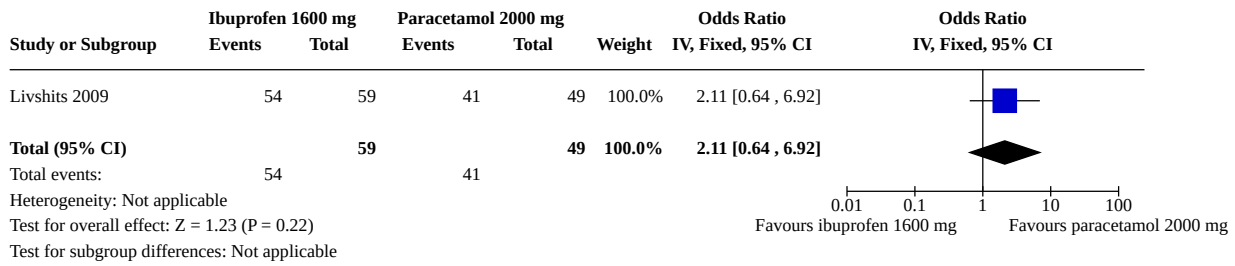 Ibuprofen 1600 mg Paracetamol 2000 mg Odds Ratio Odds Ratio
Study or Subgroup Events Total Events Total Weight IV, Fixed, 95% CI IV, Fixed, 95% CI
Livshits 2009 54 59 41 49 100.0% 2.11 [0.64 , 6.92]
Total (95% CI) 59 49 100.0% 2.11 [0.64 , 6.92]
Total events: 54 41
Heterogeneity: Not applicable
0.01 0.1 1 10 100
Test for overall effect: Z = 1.23 (P = 0.22) Favours ibuprofen 1600 mg Favours paracetamol 2000 mg
Test for subgroup differences: Not applicable